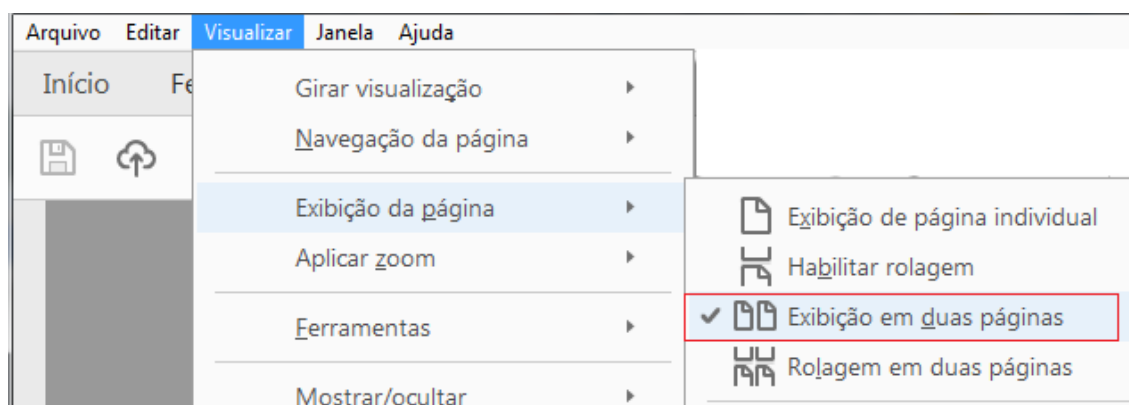 Arquivo Editar Visualizar Janela Ajuda
Início Fe
Girar visualização
Navegação da página
Exibição da página
Aplicar zoom
Ferramentas
Mostrar/ocultar
Exibição de página individual
Habilitar rolagem
Exibição em duas páginas
Rolagem em duas páginas